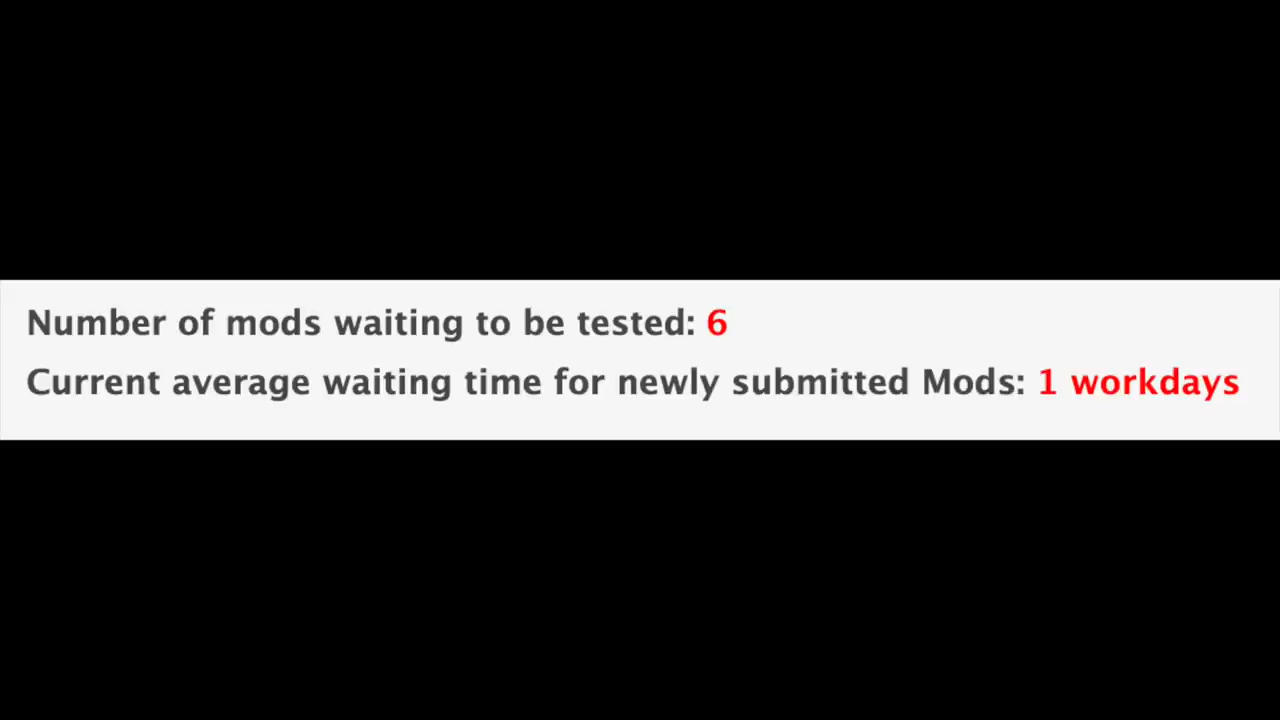 Number of mods waiting to be tested: 6
Current average waiting time for newly submitted Mods: 1 workdays